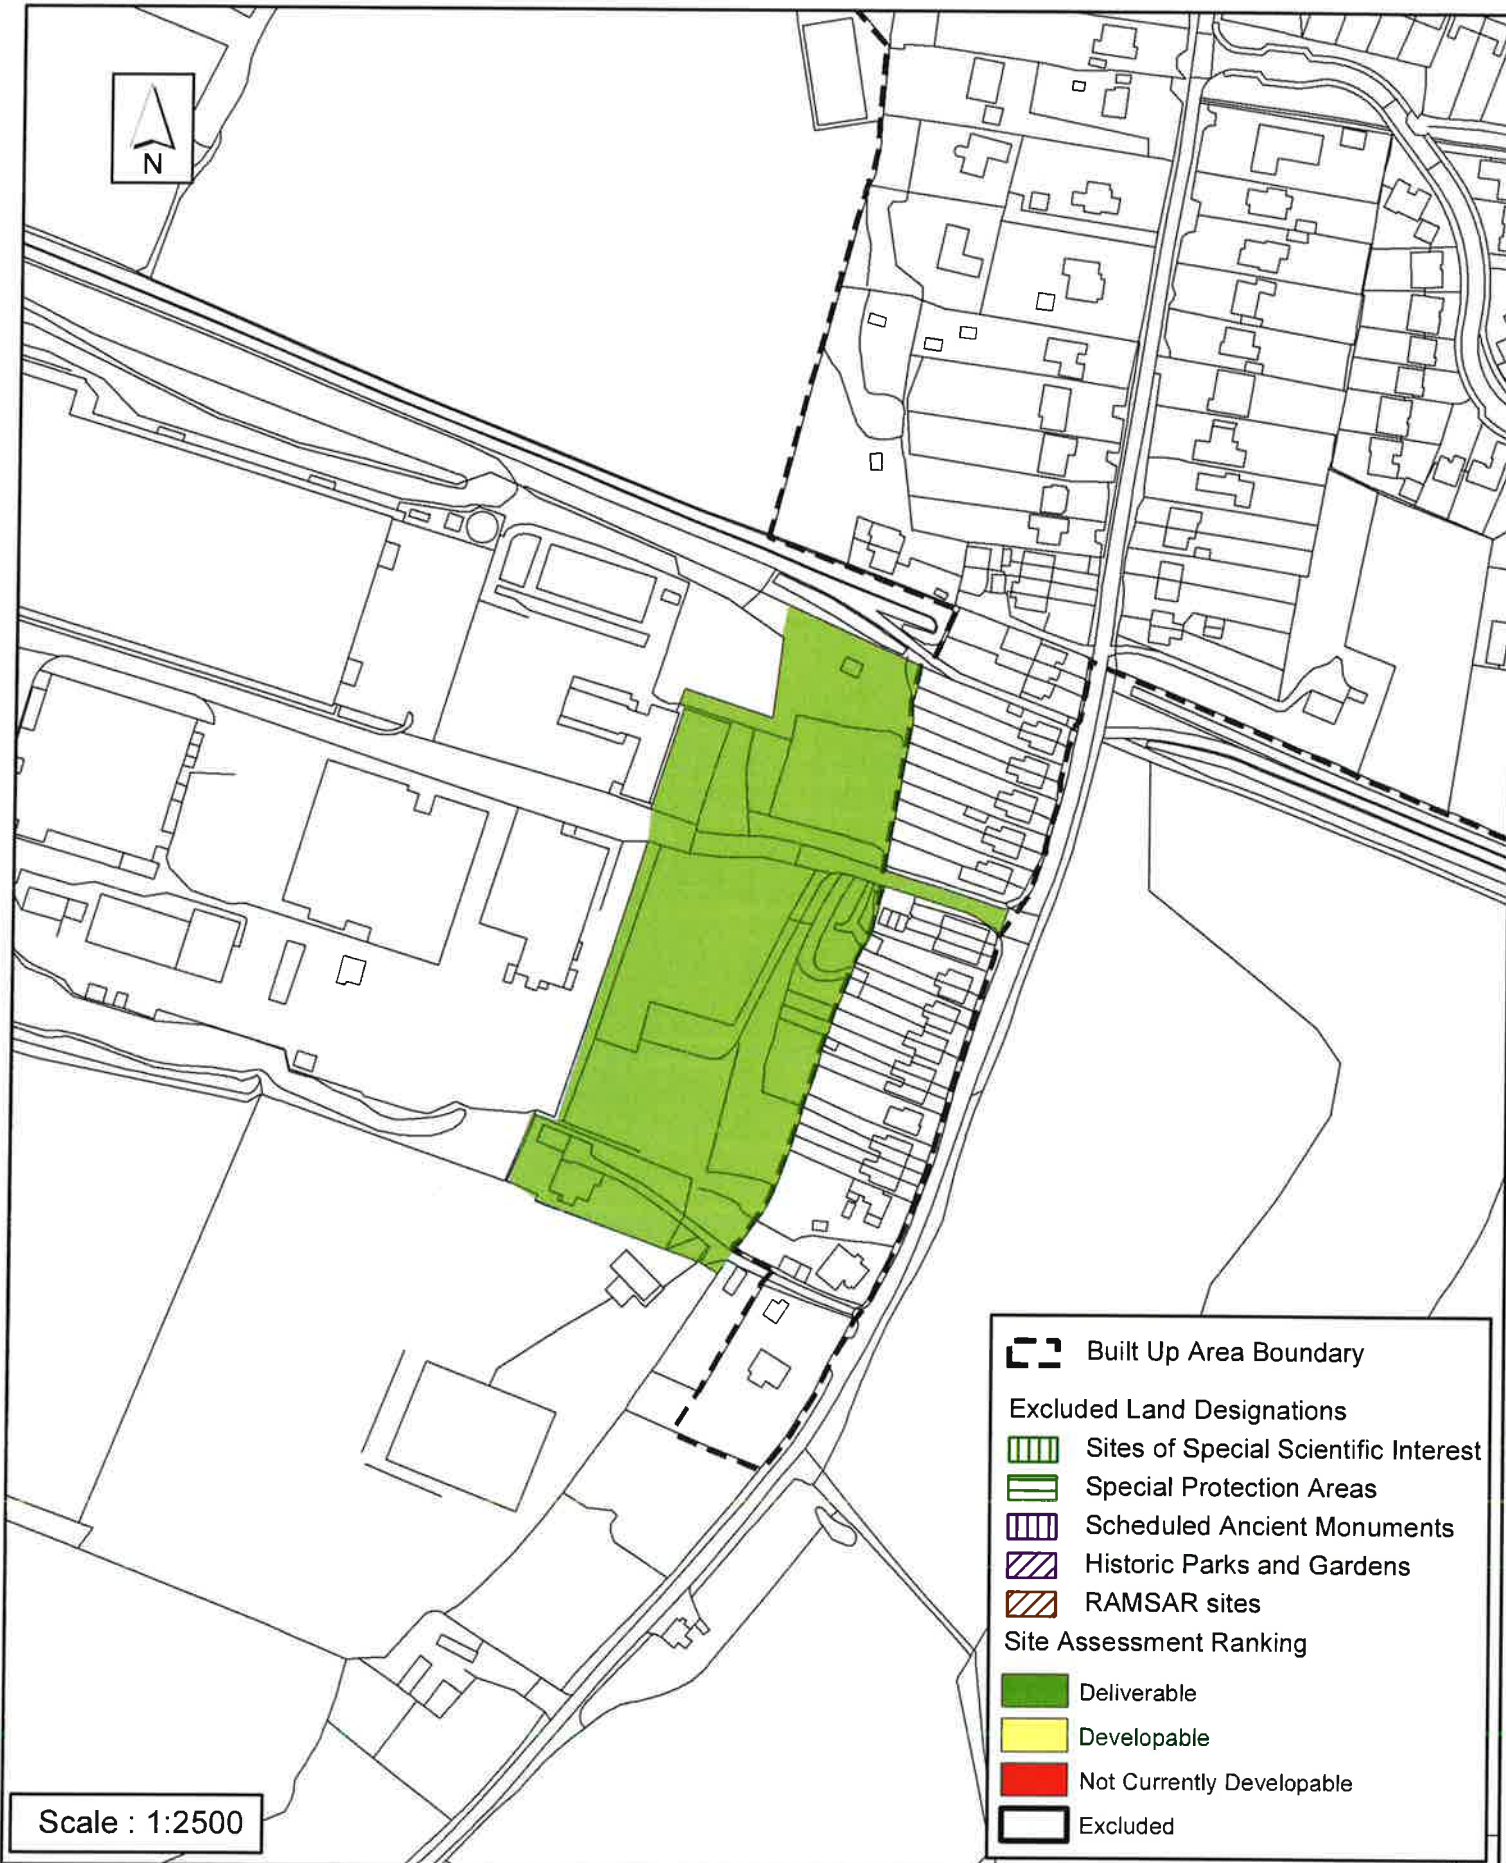 N
Built Up Area Boundary
Excluded Land Designations
Sites of Special Scientific Interest
Special Protection Areas
Scheduled Ancient Monuments
Historic Parks and Gardens
RAMSAR sites
Site Assessment Ranking
Deliverable
Developable
Not Currently Developable
Excluded
Scale : 1:2500